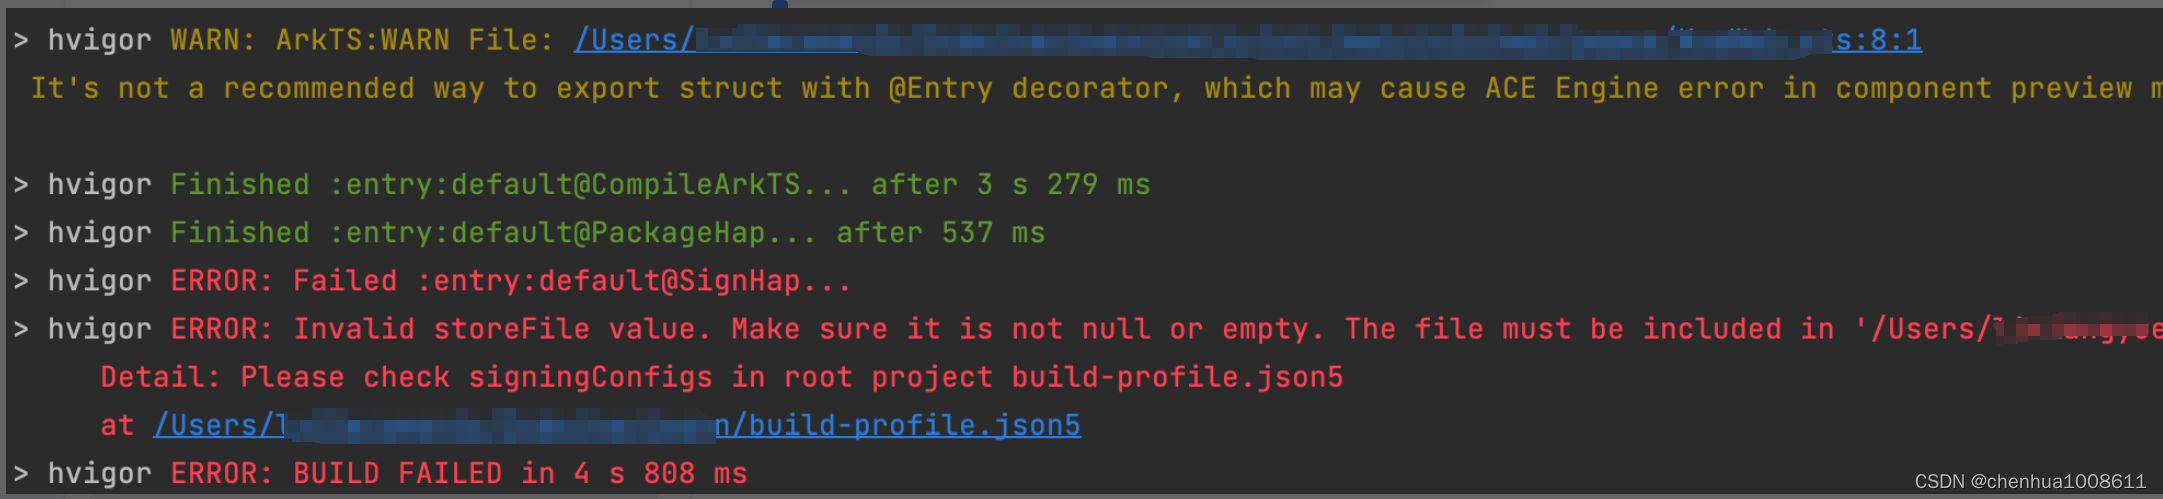 > hvigor WARN: ArkTS:WARN File: /Users/ s:8:1
It's not a recommended way to export struct with @Entry decorator, which may cause ACE Engine error in component preview
> hvigor Finished :entry:default@CompileArkTS... after 3 s 279 ms
> hvigor Finished :entry:default@PackageHap... after 537 ms
> hvigor ERROR: Failed :entry:default@SignHap...
> hvigor ERROR: Invalid storeFile value. Make sure it is not null or empty. The file must be included in '/Users/
Detail: Please check signingConfigs in root project build-profile.json5
at /Users/ n/build-profile.json5
> hvigor ERROR: BUILD FAILED in 4 s 808 ms
CSDN @chenhua1008611